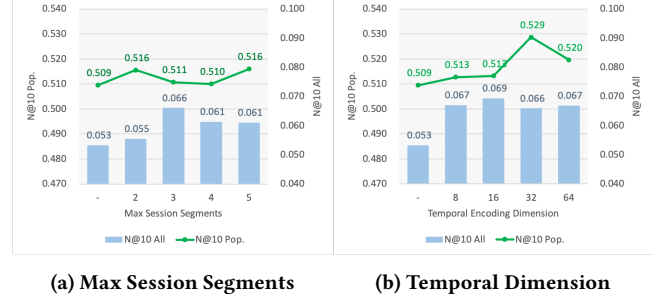 0.540 0.100
0.530 0.090
0.520 0.080
0.510 0.070
0.500 0.060
0.490 0.050
0.480 0.040
0.470
N@10 Pop.
N@10 All
0.509 0.516 0.511 0.510 0.516
0.053 0.055 0.066 0.061 0.061
- 2 3 4 5
Max Session Segments
N@10 All N@10 Pop.
(a) Max Session Segments
0.540 0.100
0.530 0.090
0.520 0.080
0.510 0.070
0.500 0.060
0.490 0.050
0.480 0.040
0.470
N@10 Pop.
N@10 All
0.509 0.513 0.529 0.520
0.053 0.067 0.069 0.066 0.067
- 8 16 32 64
Temporal Encoding Dimension
N@10 All N@10 Pop.
(b) Temporal Dimension